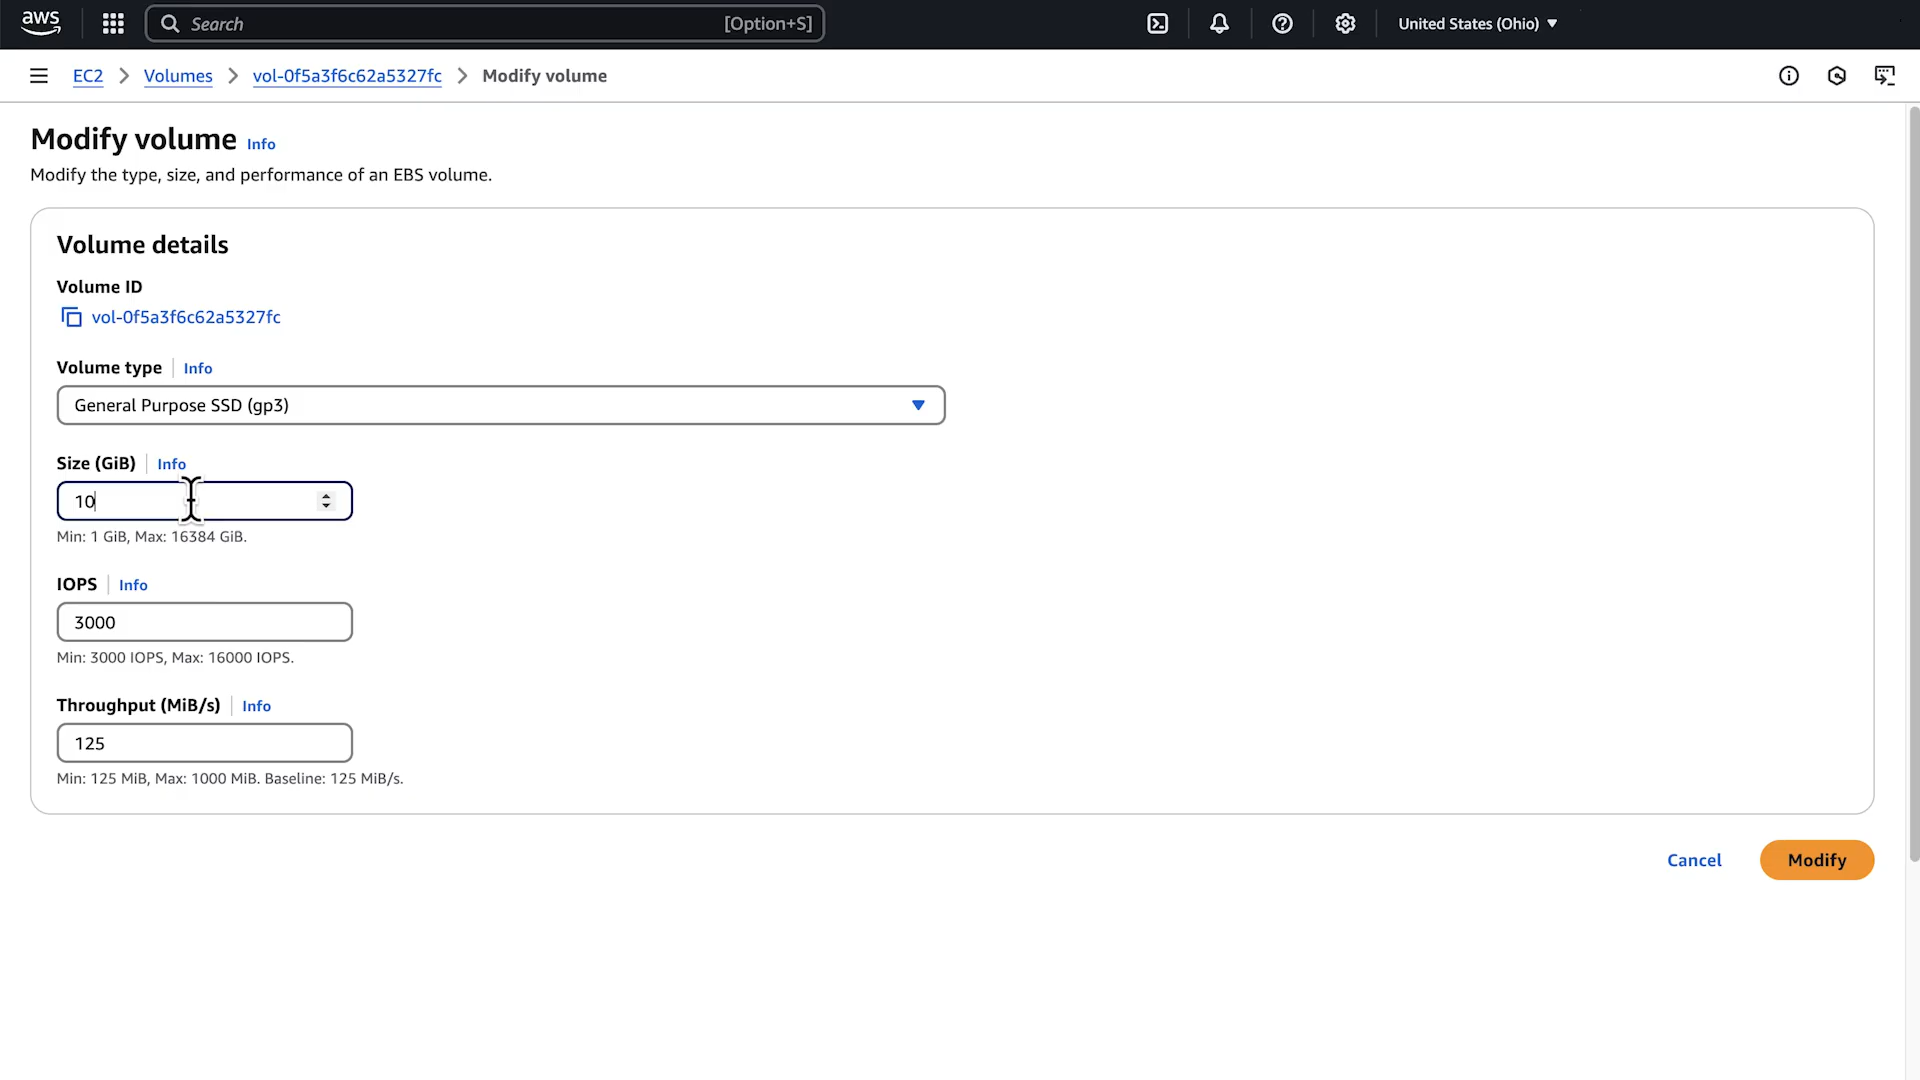 aws
Search [Option+S]
United States (Ohio)
EC2 Volumes vol-0f5a3f6c62a5327fc Modify volume
Modify volume Info
Modify the type, size, and performance of an EBS volume.
Volume details
Volume ID
vol-0f5a3f6c62a5327fc
Volume type Info
General Purpose SSD (gp3)
Size (GiB) Info
10
Min: 1 GiB, Max: 16384 GiB.
IOPS Info
3000
Min: 3000 IOPS, Max: 16000 IOPS.
Throughput (MiB/s) Info
125
Min: 125 MiB, Max: 1000 MiB. Baseline: 125 MiB/s.
Cancel Modify